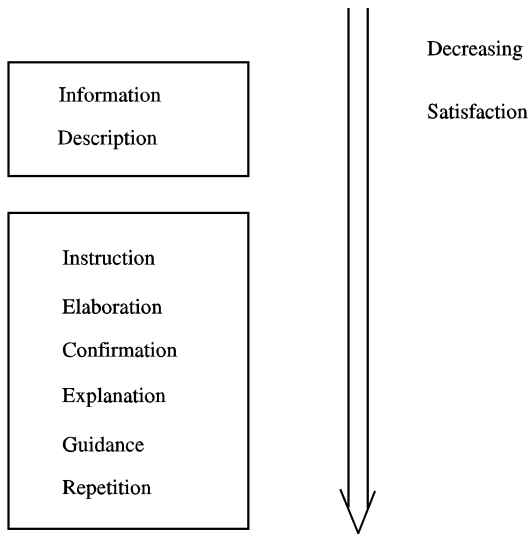 Decreasing
Satisfaction
Information
Description
Instruction
Elaboration
Confirmation
Explanation
Guidance
Repetition